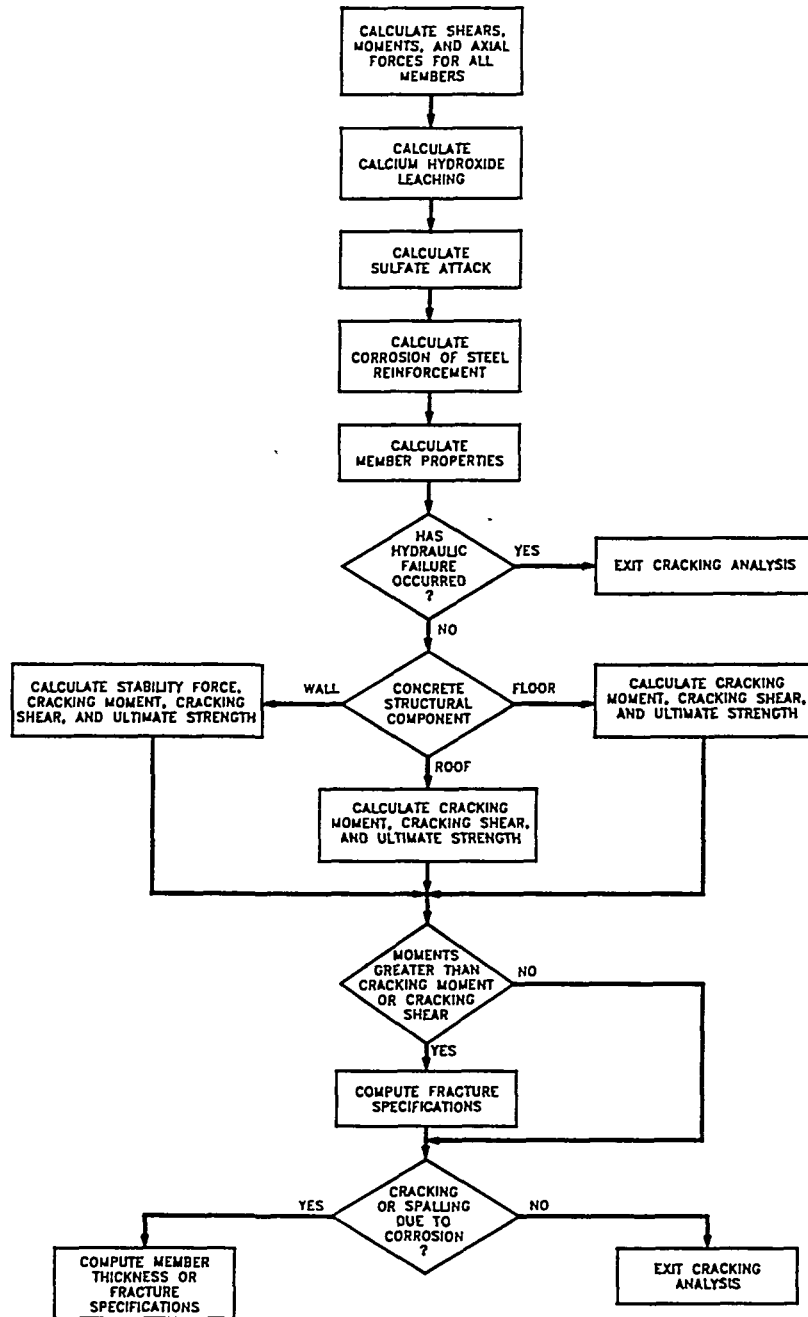 CALCULATE SHEARS,
MOMENTS, AND AXIAL
FORCES FOR ALL
MEMBERS
CALCULATE
CALCIUM HYDROXIDE
LEACHING
CALCULATE
SULFATE ATTACK
CALCULATE
CORROSION OF STEEL
REINFORCEMENT
CALCULATE
MEMBER PROPERTIES
HAS
HYDRAULIC
FAILURE
OCCURRED
?
YES
EXIT CRACKING ANALYSIS
NO
CALCULATE STABILITY FORCE,
CRACKING MOMENT, CRACKING
SHEAR, AND ULTIMATE STRENGTH
WALL
CONCRETE
STRUCTURAL
COMPONENT
FLOOR
CALCULATE CRACKING
MOMENT, CRACKING SHEAR,
AND ULTIMATE STRENGTH
ROOF
CALCULATE CRACKING
MOMENT, CRACKING SHEAR,
AND ULTIMATE STRENGTH
MOMENTS
GREATER THAN
CRACKING MOMENT
OR CRACKING
SHEAR
NO
YES
COMPUTE FRACTURE
SPECIFICATIONS
YES
CRACKING
OR SPALLING
DUE TO
CORROSION
?
NO
COMPUTE MEMBER
THICKNESS OR
FRACTURE
SPECIFICATIONS
EXIT CRACKING
ANALYSIS